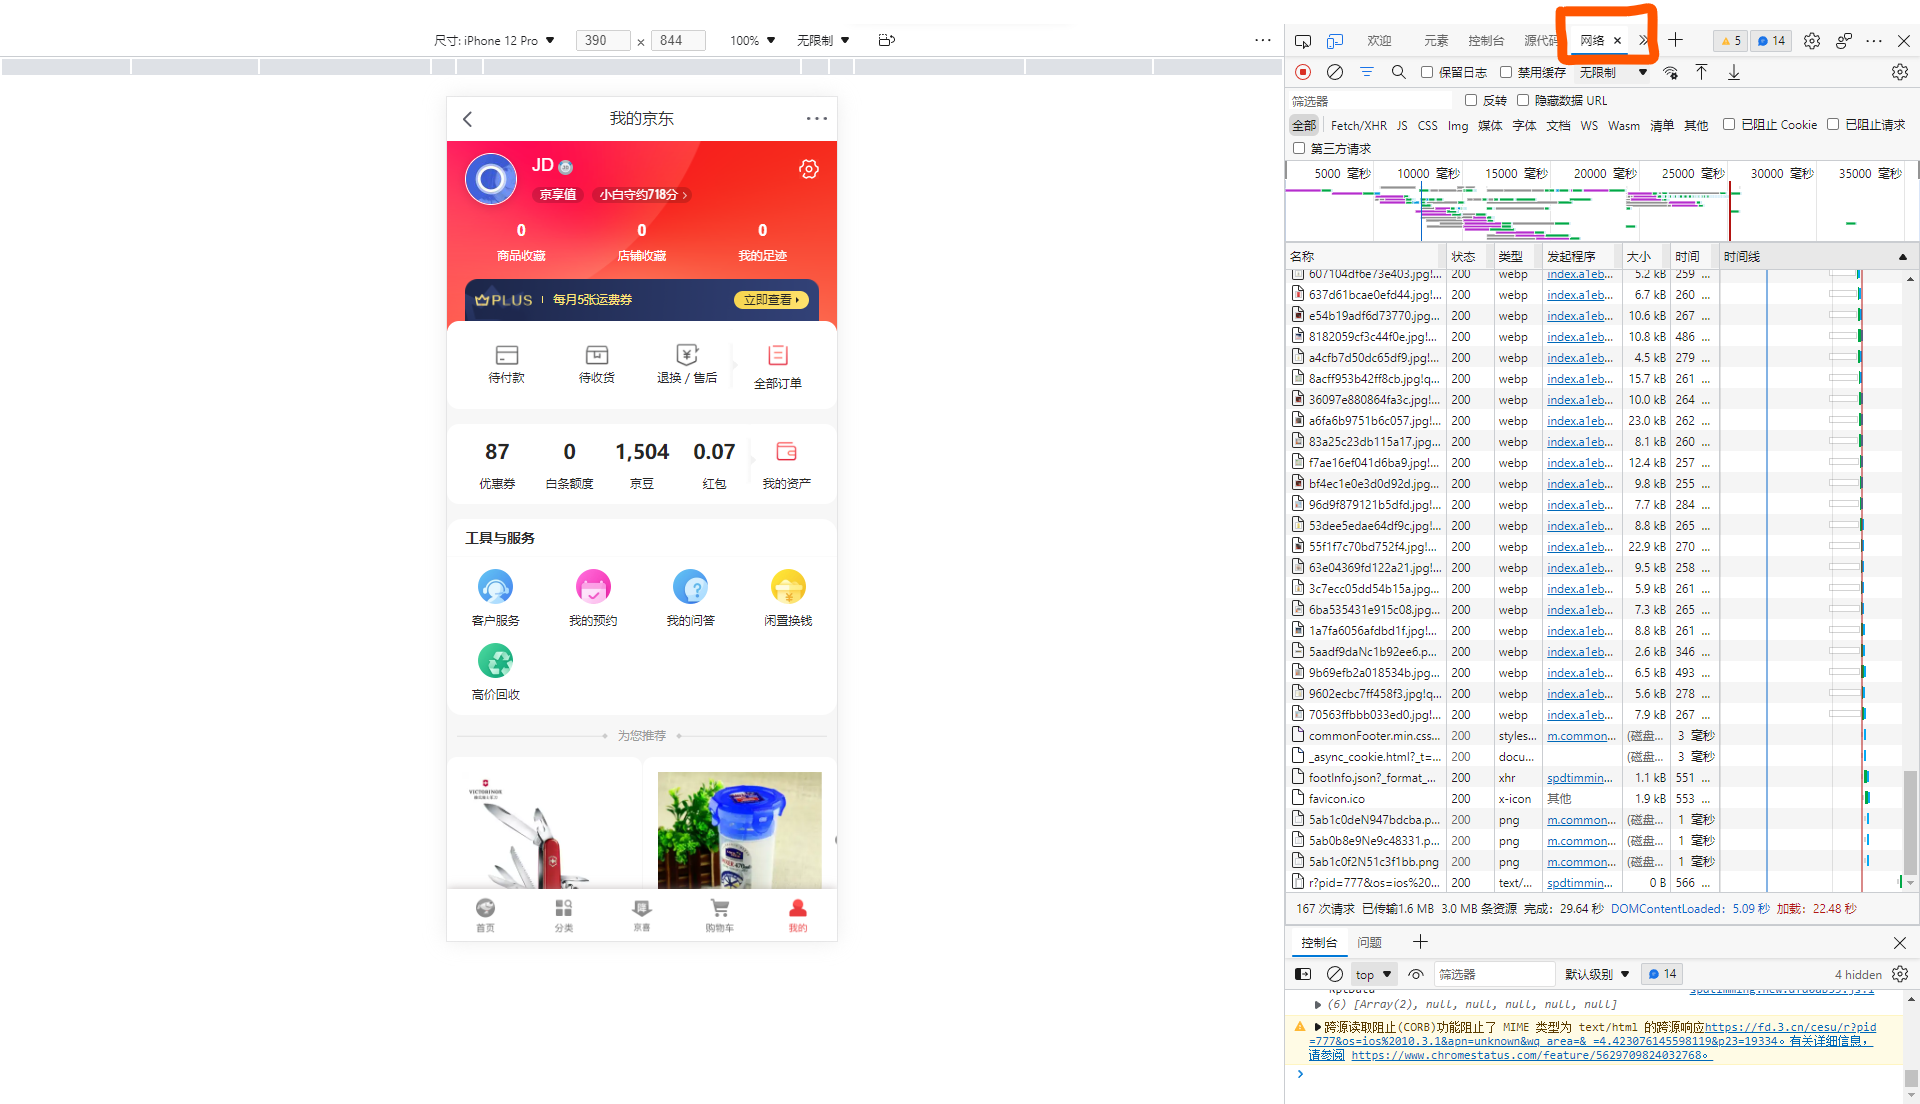 尺寸: iPhone 12 Pro ▼ 390 × 844 100% ▼ 无限制 ▼
我的京东
JD
京享值 小白守约718分 >
0 0 0
商品收藏 店铺收藏 我的足迹
PLUS 每月5张运费券 立即查看
待付款 待收货 退换 / 售后 全部订单
87 0 1,504 0.07
优惠券 白条额度 京豆 红包 我的资产
工具与服务
客户服务 我的预约 我的问答 闲置换钱
高价回收
为您推荐
VICTORINOX
首页 分类 京喜 购物车 我的
欢迎 元素 控制台 源代码 网络 × » + 5 14
保留日志 禁用缓存 无限制 ▼
筛选器 反转 隐藏数据 URL
全部 Fetch/XHR JS CSS Img 媒体 字体 文档 WS Wasm 清单 其他 已阻止 Cookie 已阻止请求
第三方请求
5000 毫秒 10000 毫秒 15000 毫秒 20000 毫秒 25000 毫秒 30000 毫秒 35000 毫秒
名称 状态 类型 发起程序 大小 时间 时间线
607104df6e73e403.jpg!... 200 webp index.a1eb... 5.2 kB 259 ...
637d61bcae0efd44.jpg!... 200 webp index.a1eb... 6.7 kB 260 ...
e54b19adf6d73770.jpg... 200 webp index.a1eb... 10.6 kB 267 ...
8182059cf3c44f0e.jpg!... 200 webp index.a1eb... 10.8 kB 486 ...
a4cfb7d50dc65df9.jpg!... 200 webp index.a1eb... 4.5 kB 279 ...
8acff953b42ff8cb.jpg!q... 200 webp index.a1eb... 15.7 kB 261 ...
36097e880864fa3c.jpg!... 200 webp index.a1eb... 10.0 kB 264 ...
a6fa6b9751b6c057.jpg!... 200 webp index.a1eb... 23.0 kB 262 ...
83a25c23db115a17.jpg!... 200 webp index.a1eb... 8.1 kB 260 ...
f7ae16ef041d6ba9.jpg!... 200 webp index.a1eb... 12.4 kB 257 ...
bf4ec1e0e3d0d92d.jpg... 200 webp index.a1eb... 9.8 kB 255 ...
96d9f879121b5dfd.jpg!... 200 webp index.a1eb... 7.7 kB 284 ...
53dee5edae64df9c.jpg!... 200 webp index.a1eb... 8.8 kB 265 ...
55f1f7c70bd752f4.jpg!... 200 webp index.a1eb... 22.9 kB 270 ...
63e04369fd122a21.jpg!... 200 webp index.a1eb... 9.5 kB 258 ...
3c7ecc05dd54b15a.jpg... 200 webp index.a1eb... 5.9 kB 261 ...
6ba535431e915c08.jpg... 200 webp index.a1eb... 7.3 kB 265 ...
1a7fa6056afdbd1f.jpg!... 200 webp index.a1eb... 8.8 kB 261 ...
5aadf9daNc1b92ee6.p... 200 webp index.a1eb... 2.6 kB 346 ...
9b69efb2a018534b.jpg... 200 webp index.a1eb... 6.5 kB 493 ...
9602ecbc7ff458f3.jpg!q... 200 webp index.a1eb... 5.6 kB 278 ...
70563ffbbb033ed0.jpg!... 200 webp index.a1eb... 7.9 kB 267 ...
commonFooter.min.css... 200 styles... m.common... (磁盘... 3 毫秒
_async_cookie.html?_t=... 200 docu... (磁盘... 3 毫秒
footInfo.json?_format_... 200 xhr spdtimmin... 1.1 kB 551 ...
favicon.ico 200 x-icon 其他 1.9 kB 553 ...
5ab1c0deN947bdcba.p... 200 png m.common... (磁盘... 1 毫秒
5ab0b8e9Ne9c48331.p... 200 png m.common... (磁盘... 1 毫秒
5ab1c0f2N51c3f1bb.png 200 png m.common... (磁盘... 1 毫秒
r?pid=777&os=ios%20... 200 text/... spdtimmin... 0 B 566 ...
167 次请求 已传输1.6 MB 3.0 MB 条资源 完成: 29.64 秒 DOMContentLoaded: 5.09 秒 加载: 22.48 秒
控制台 问题 +
top ▼ 筛选器 默认级别 ▼ 14 4 hidden
(6) [Array(2), null, null, null, null, null]
跨源读取阻止(CORB)功能阻止了 MIME 类型为 text/html 的跨源响应https://fd.3.cn/cesu/r?pid
=777&os=ios%2010.3.1&apn=unknown&wq_area=&_=4.423076145598119&p23=19334。有关详细信息，
请参阅 https://www.chromestatus.com/feature/5629709824032768。